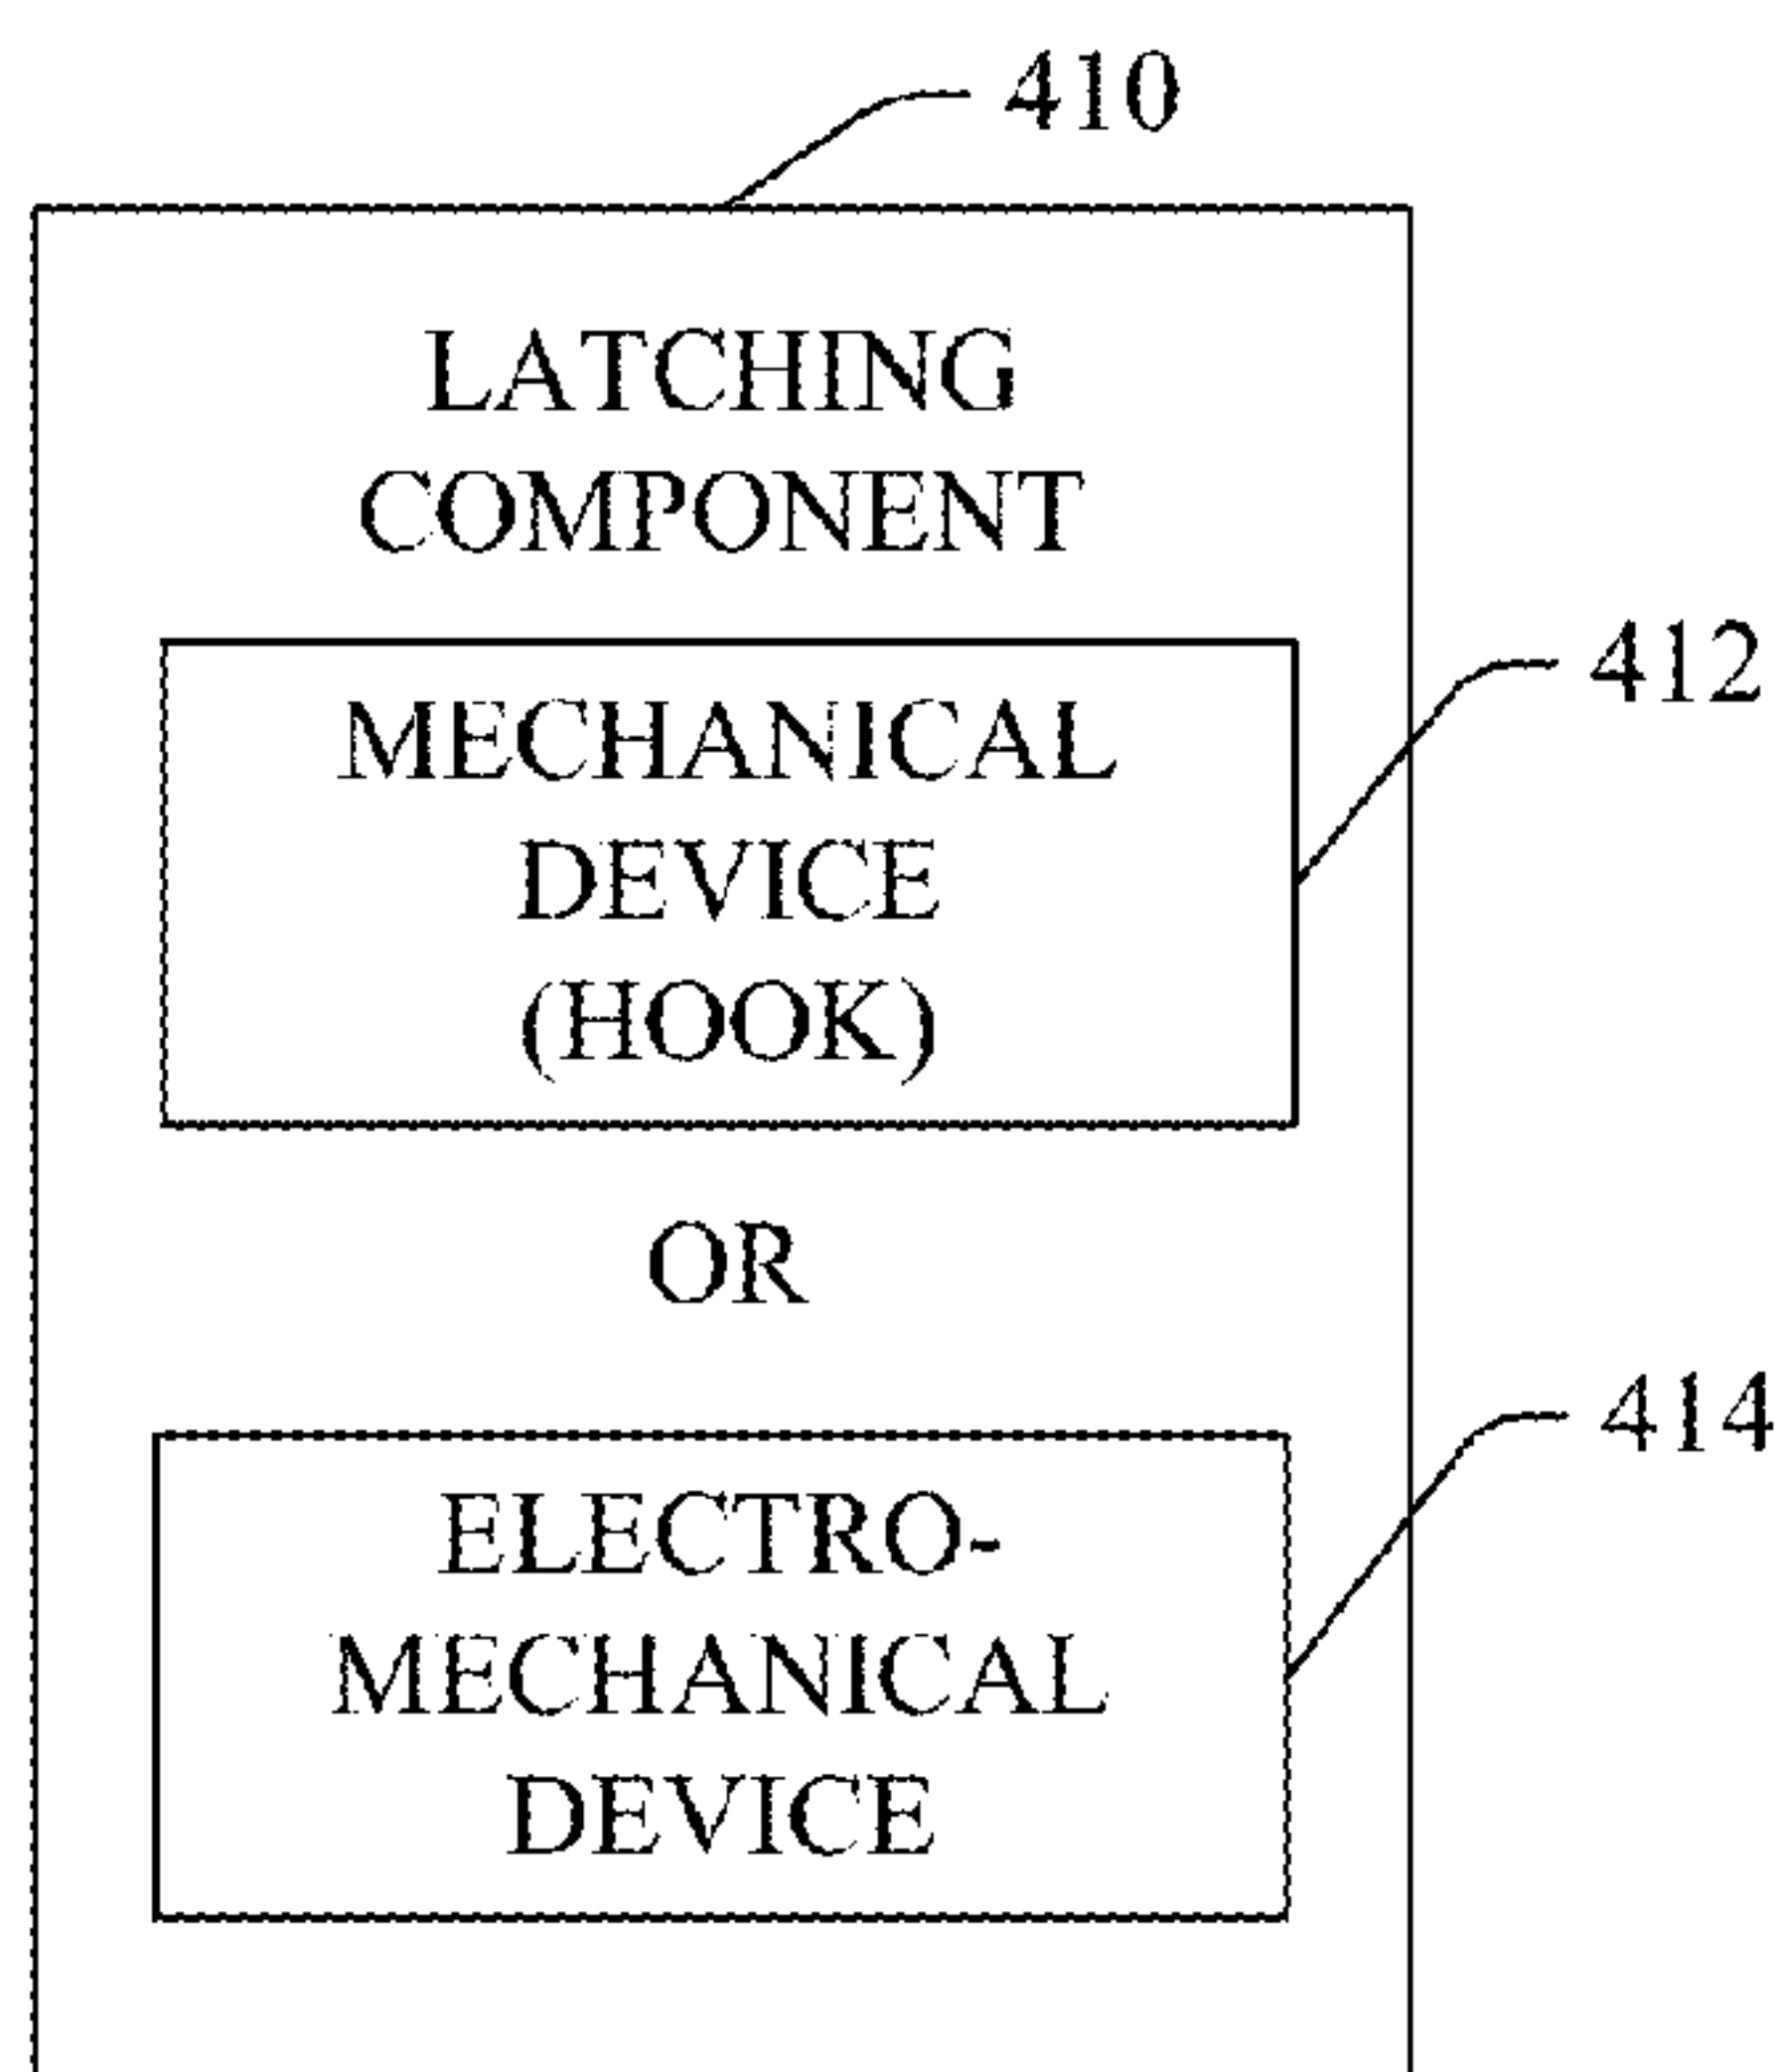 410
LATCHING
COMPONENT
412
MECHANICAL
DEVICE
(HOOK)
OR
414
ELECTRO-
MECHANICAL
DEVICE